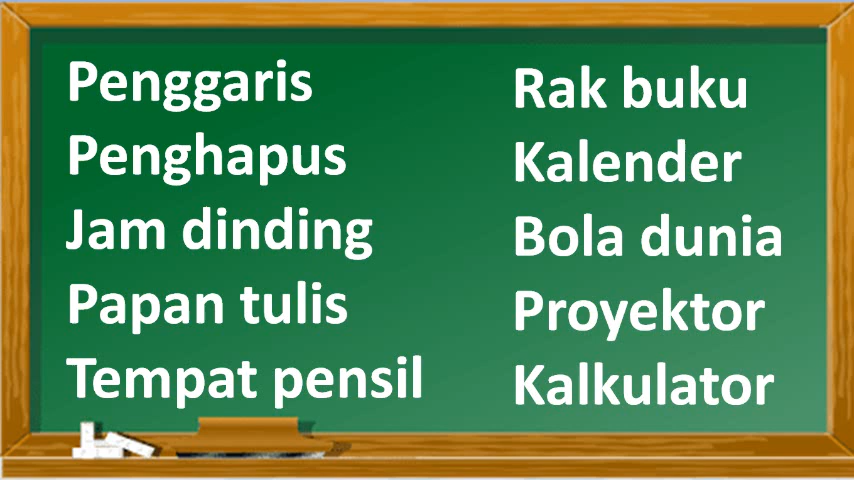 Penggaris
Penghapus
Jam dinding
Papan tulis
Tempat pensil
Rak buku
Kalender
Bola dunia
Proyektor
Kalkulator